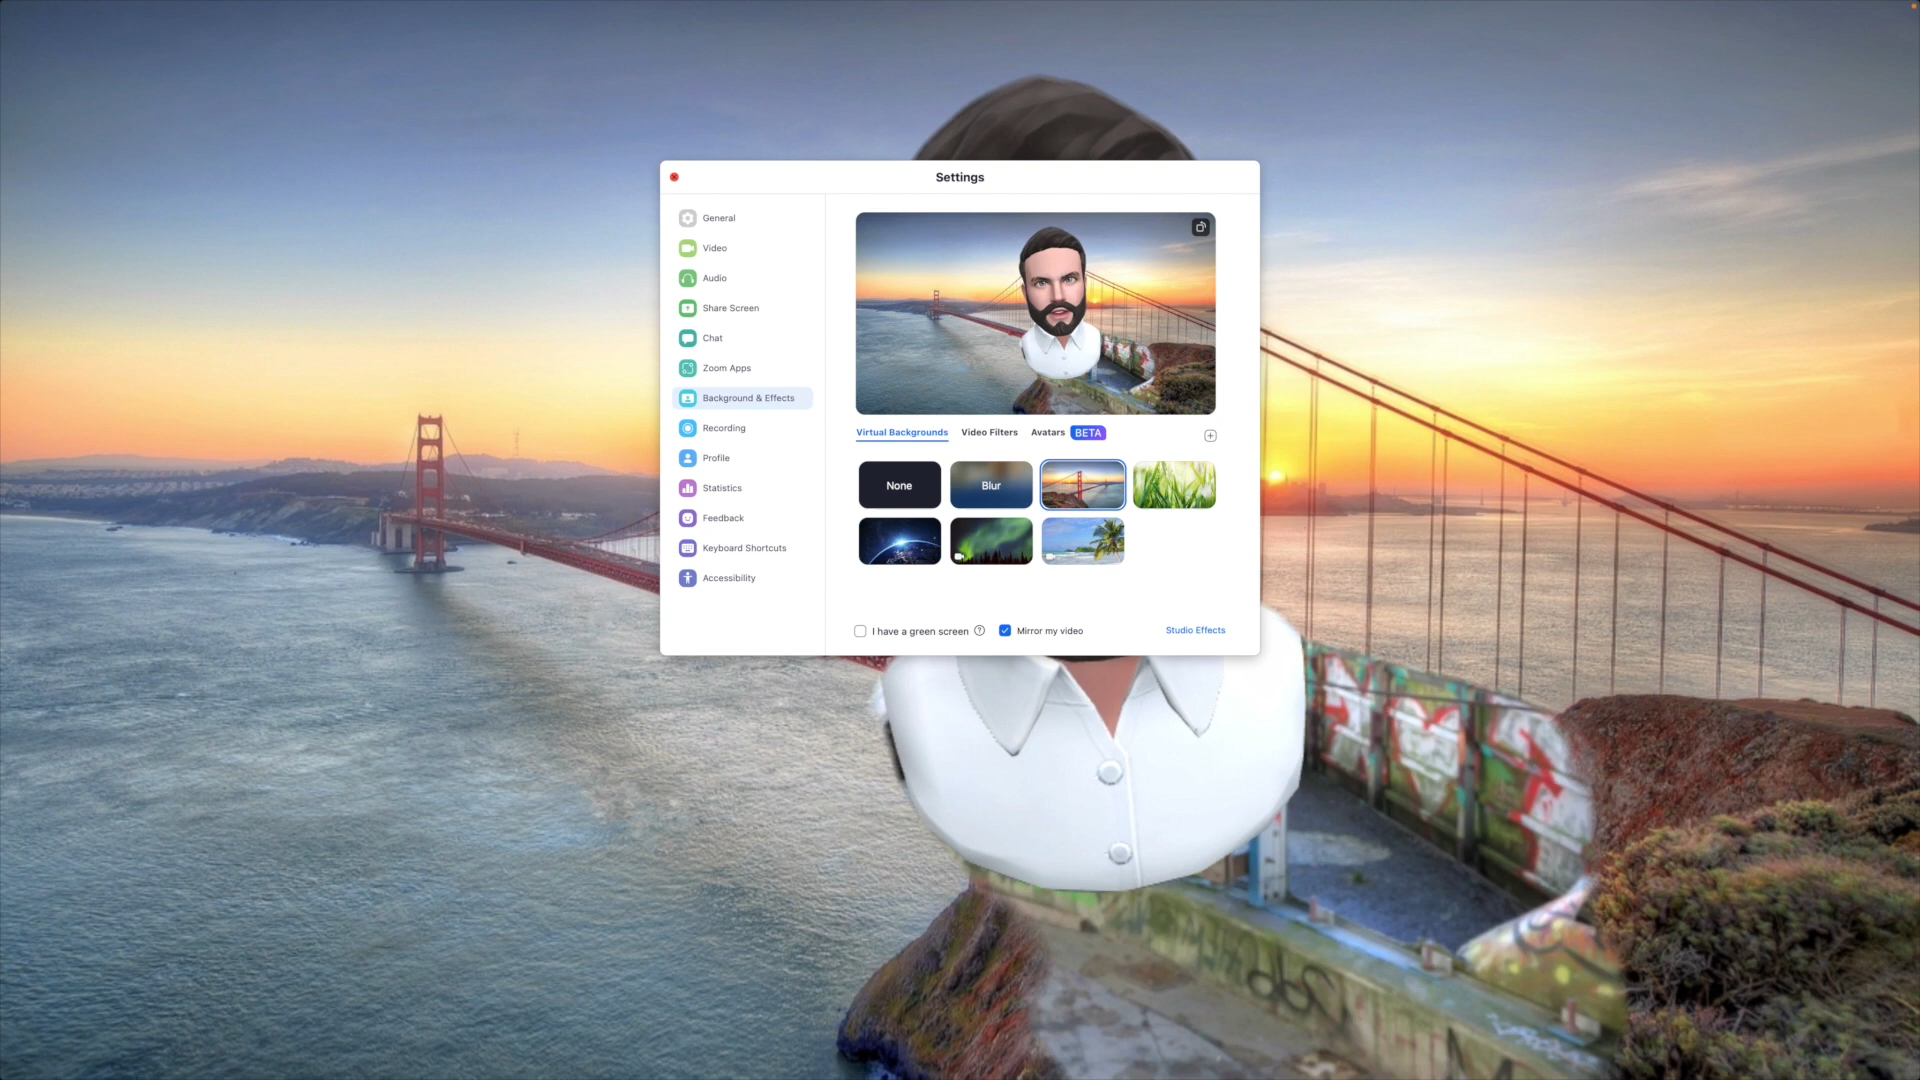 Settings
General
Video
Audio
Share Screen
Chat
Zoom Apps
Background & Effects
Recording
Profile
Statistics
Feedback
Keyboard Shortcuts
Accessibility
Virtual Backgrounds Video Filters Avatars BETA
None Blur
I have a green screen Mirror my video Studio Effects